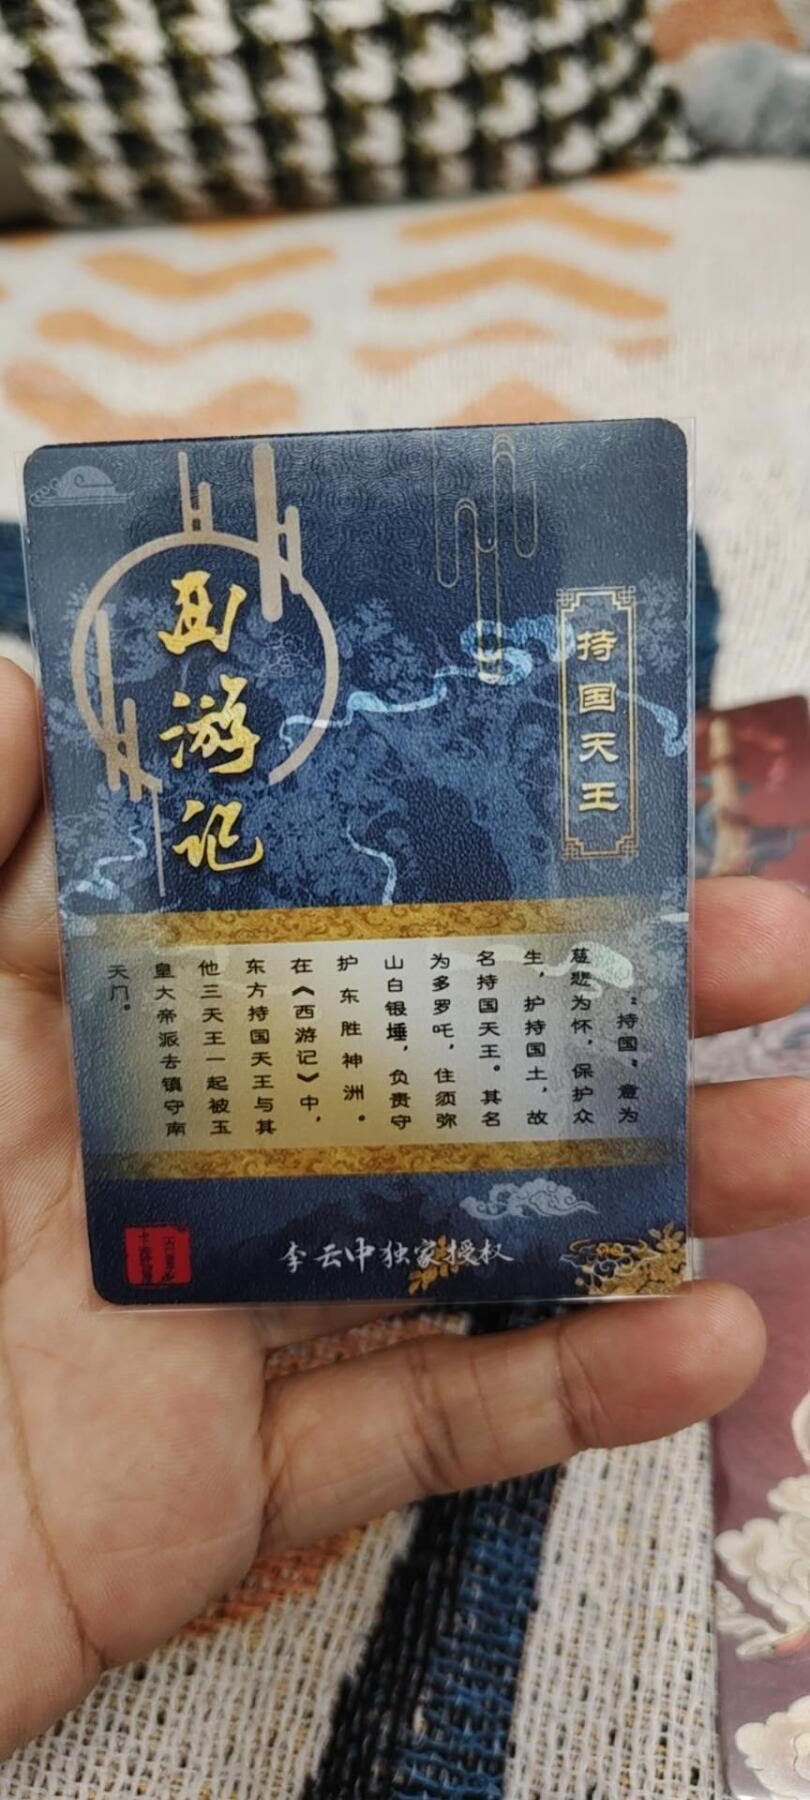 西游记
持国天王
“持国”意为
慈悲为怀，保护众
生，护持国土，故
名持国天王。其名
为多罗吒，住须弥
山白银埵，负责守
护东胜神洲。
在《西游记》中，
东方持国天王与其
他三天王一起被玉
皇大帝派去镇守南
天门。
李云中独家授权